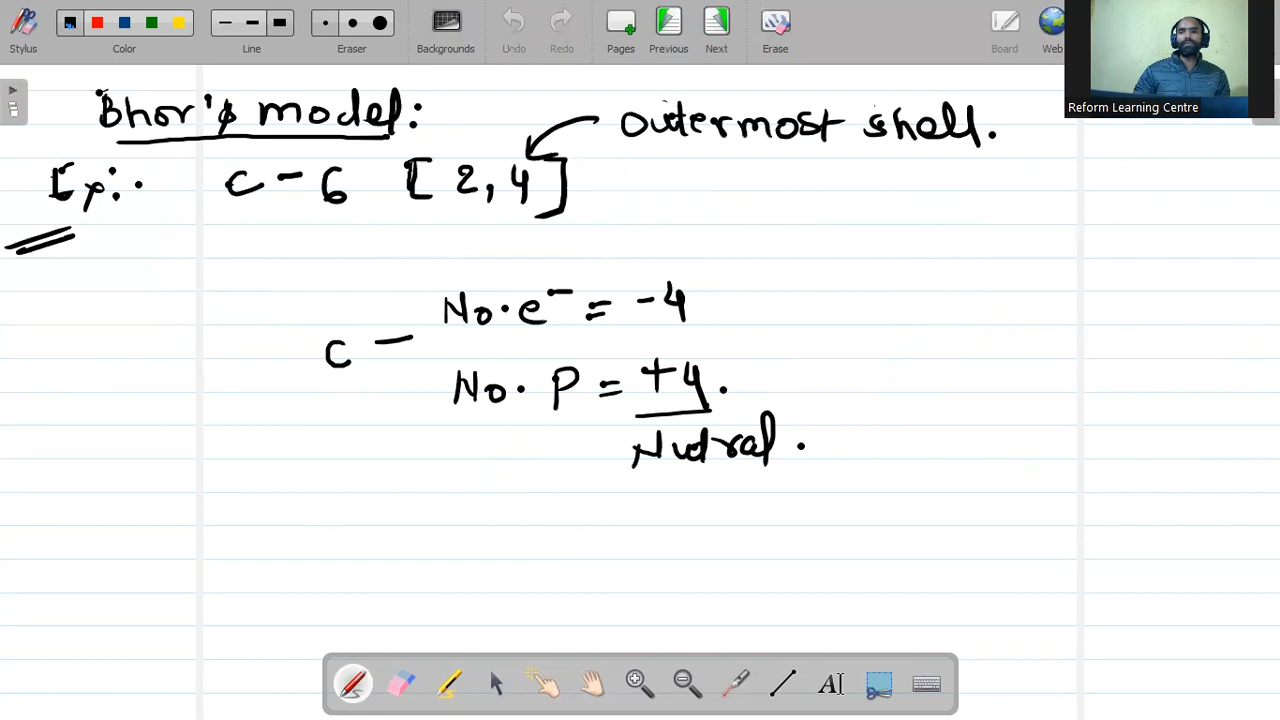 Stylus Color Line Eraser Backgrounds Undo Redo Pages Previous Next Erase Board Web
Reform Learning Centre
Bhor's model:
outermost shell.
Ex:. C - 6 [2, 4]
No. e⁻ = -4
C -
No. P = +4.
Nutral.